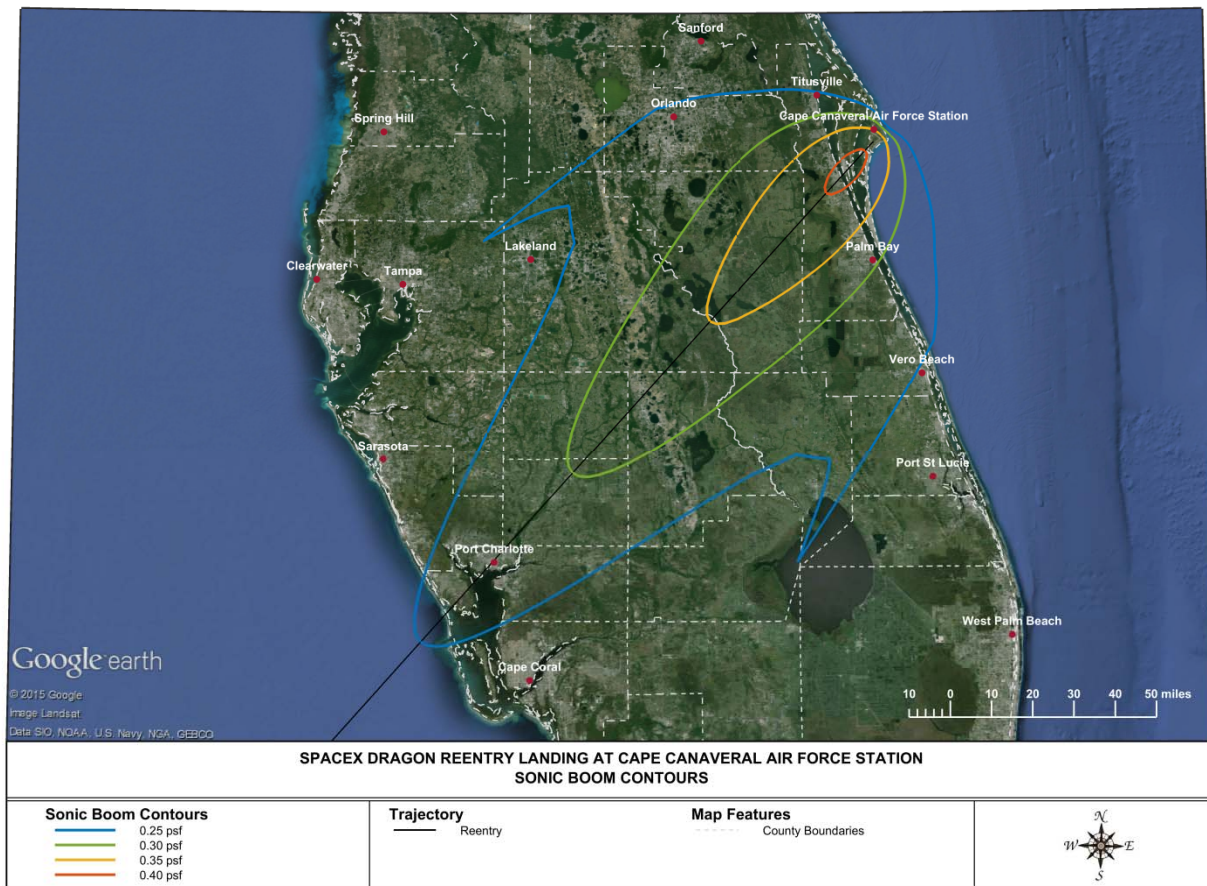 Sanford
Titusville
Orlando
Cape Canaveral Air Force Station
Spring Hill
Lakeland
Palm Bay
Clearwater
Tampa
Vero Beach
Sarasota
Port St Lucie
Port Charlotte
West Palm Beach
Cape Coral
Google earth
© 2015 Google
Image Landsat
Data SIO, NOAA, U.S. Navy, NGA, GEBCO
10 0 10 20 30 40 50 miles
SPACEX DRAGON REENTRY LANDING AT CAPE CANAVERAL AIR FORCE STATION
SONIC BOOM CONTOURS
Sonic Boom Contours
0.25 psf
0.30 psf
0.35 psf
0.40 psf
Trajectory
Reentry
Map Features
County Boundaries
N
W E
S